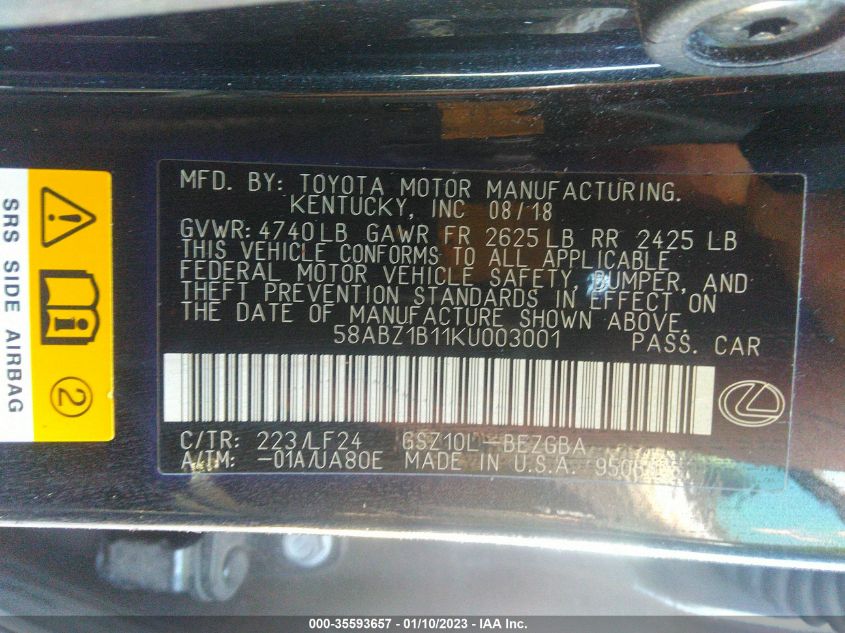 MFD. BY: TOYOTA MOTOR MANUFACTURING.
KENTUCKY, INC 08/18
GVWR: 4740LB GAWR FR 2625LB RR 2425 LB
THIS VEHICLE CONFORMS TO ALL APPLICABLE
FEDERAL MOTOR VEHICLE SAFETY, BUMPER, AND
THEFT PREVENTION STANDARDS IN EFFECT ON
THE DATE OF MANUFACTURE SHOWN ABOVE.
58ABZ1B11KU003001 PASS. CAR
C/TR: 223/LF24 GSZ10L-BEZGBA
A/TM: -01A/UA80E MADE IN U.S.A.
SRS SIDE AIRBAG
2
000-35593657 - 01/10/2023 - IAA Inc.